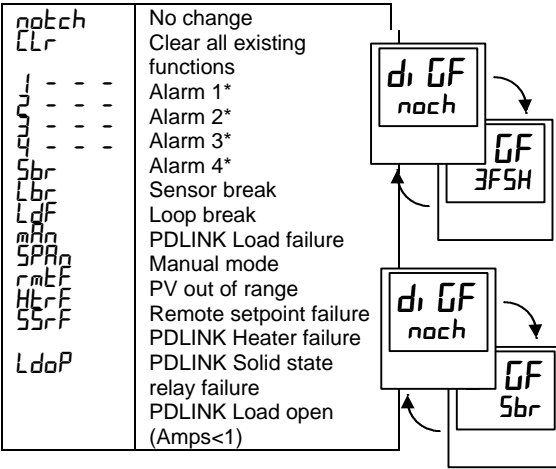 notch
CLr
1 - - -
2 - - -
3 - - -
4 - - -
Sbr
Lbr
LdF
mAn
SPAn
rmtF
HtrF
SSrF
LdoP
No change
Clear all existing
functions
Alarm 1*
Alarm 2*
Alarm 3*
Alarm 4*
Sensor break
Loop break
PDLINK Load failure
Manual mode
PV out of range
Remote setpoint failure
PDLINK Heater failure
PDLINK Solid state
relay failure
PDLINK Load open
(Amps<1)
di GF
noch
GF
3FSH
di GF
noch
GF
Sbr